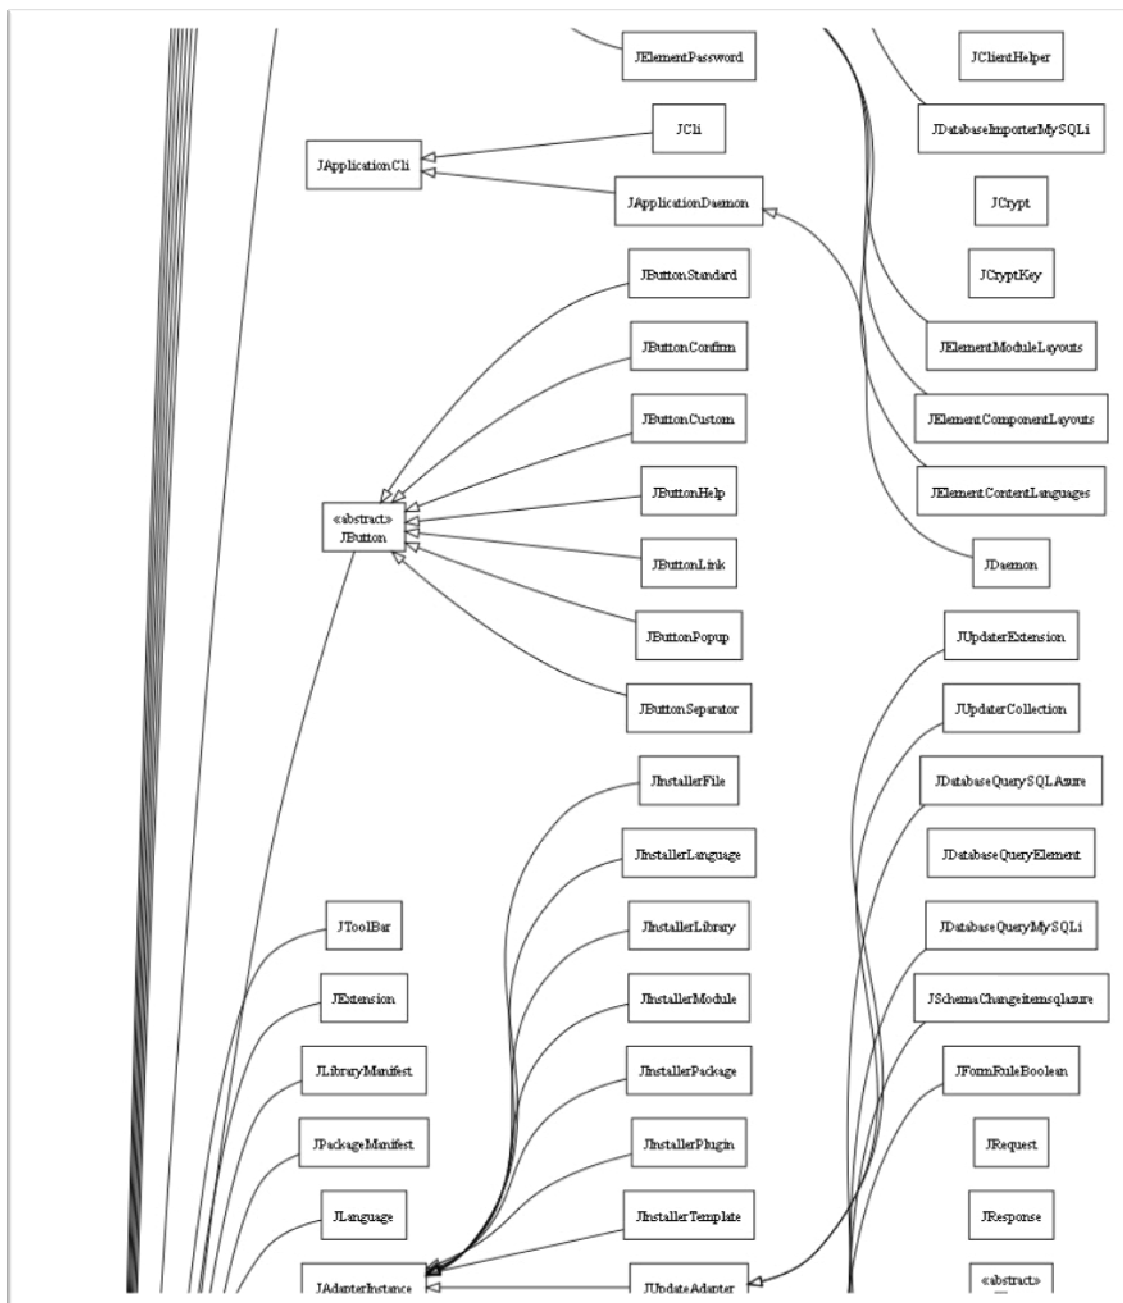 JElementPassword
JClientHelper
JCli
JDatabaseImporterMySQLi
JApplicationCli
JApplicationDaemon
JCrypt
JButtonStandard
JCryptKey
JButtonConfirm
JElementModuleLayouts
JButtonCustom
JElementComponentLayouts
JButtonHelp
JElementContentLanguages
«abstract»
JButton
JButtonLink
JDaemon
JButtonPopup
JUpdaterExtension
JButtonSeparator
JUpdaterCollection
JInstallerFile
JDatabaseQuerySQLAzure
JInstallerLanguage
JDatabaseQueryElement
JToolBar
JInstallerLibrary
JDatabaseQueryMySQLi
JExtension
JInstallerModule
JSchemaChangeitemsqlazure
JLibraryManifest
JInstallerPackage
JFormRuleBoolean
JPackageManifest
JInstallerPlugin
JRequest
JLanguage
JInstallerTemplate
JResponse
JAdapterInstance
JUpdateAdapter
«abstract»